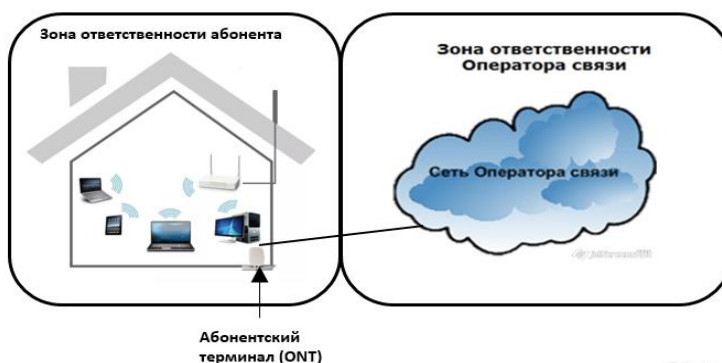 Зона ответственности абонента
Зона ответственности
Оператора связи
Сеть Оператора связи
Абонентский
терминал (ONT)